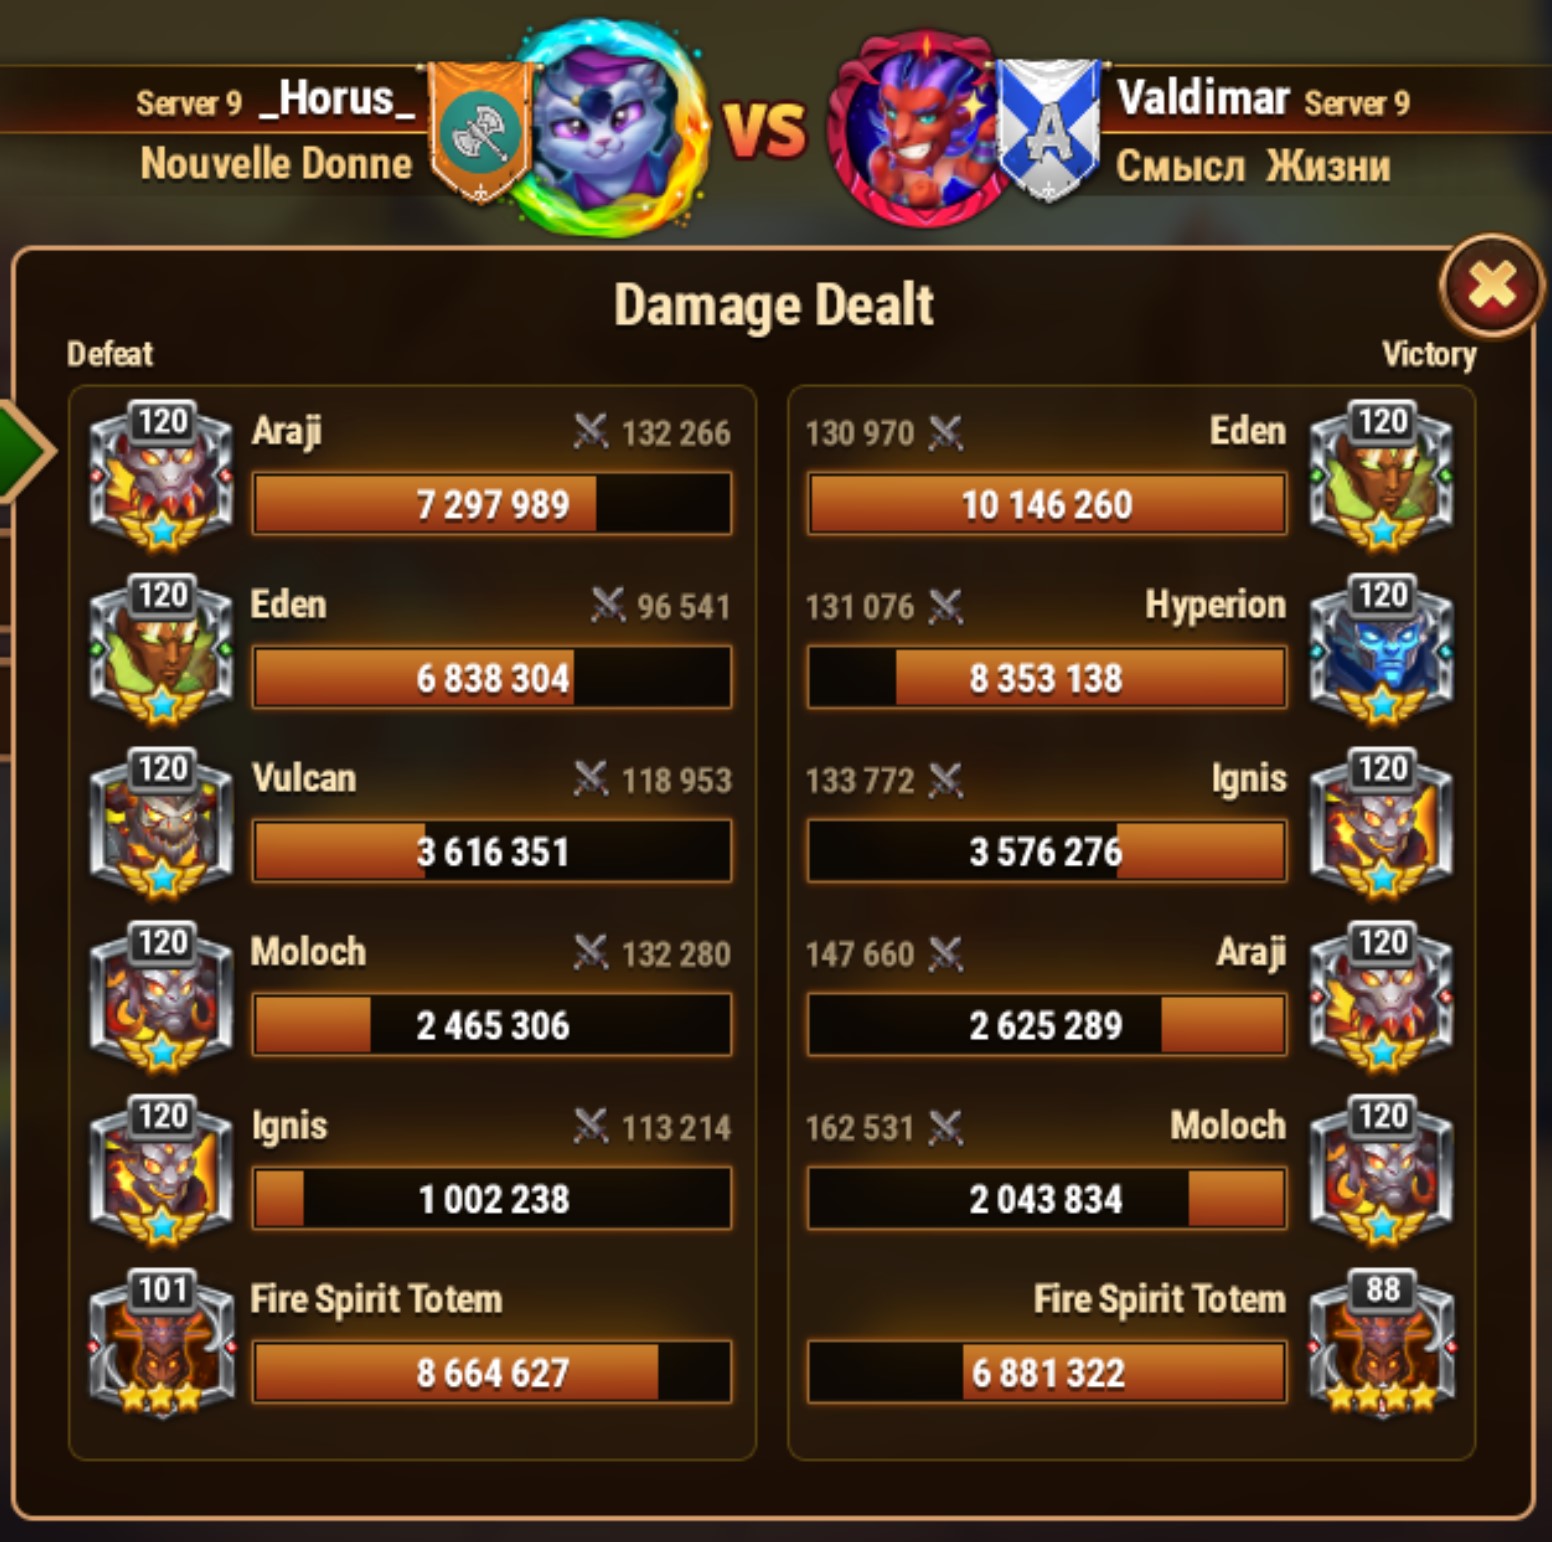 Server 9 _Horus_
Nouvelle Donne
VS
Valdimar Server 9
A
Смысл Жизни
Damage Dealt
Defeat
Victory
120 Araji 132 266
7 297 989
130 970 Eden 120
10 146 260
120 Eden 96 541
6 838 304
131 076 Hyperion 120
8 353 138
120 Vulcan 118 953
3 616 351
133 772 Ignis 120
3 576 276
120 Moloch 132 280
2 465 306
147 660 Araji 120
2 625 289
120 Ignis 113 214
1 002 238
162 531 Moloch 120
2 043 834
101 Fire Spirit Totem
8 664 627
Fire Spirit Totem 88
6 881 322